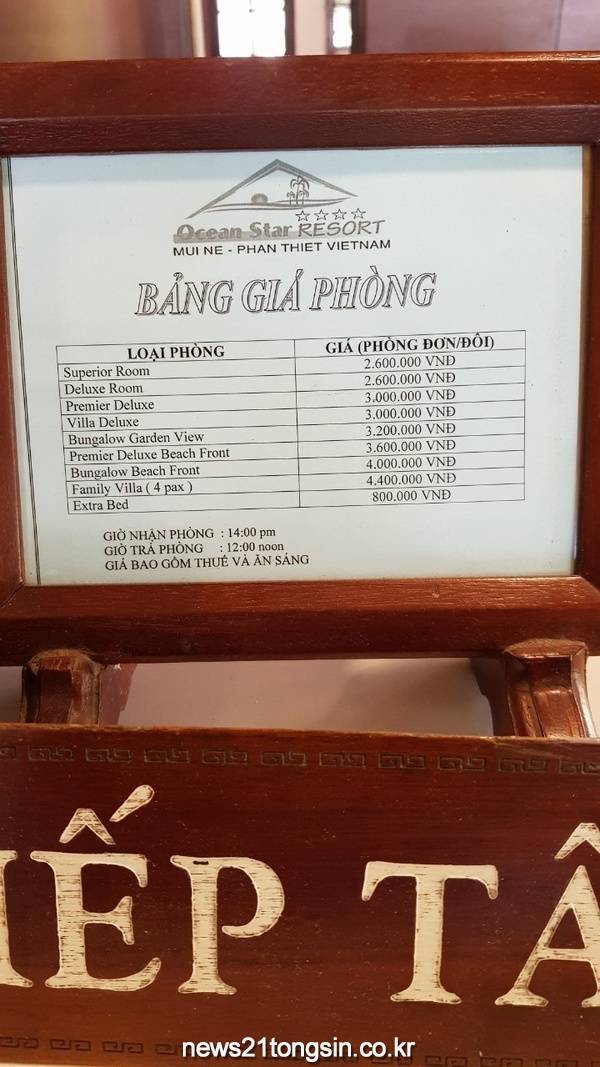 Ocean Star RESORT
MUI NE - PHAN THIET VIETNAM
BẢNG GIÁ PHÒNG
LOẠI PHÒNG GIÁ (PHÒNG ĐƠN/ĐÔI)
Superior Room 2.600.000 VNĐ
Deluxe Room 2.600.000 VNĐ
Premier Deluxe 3.000.000 VNĐ
Villa Deluxe 3.000.000 VNĐ
Bungalow Garden View 3.200.000 VNĐ
Premier Deluxe Beach Front 3.600.000 VNĐ
Bungalow Beach Front 4.000.000 VNĐ
Family Villa ( 4 pax ) 4.400.000 VNĐ
Extra Bed 800.000 VNĐ
GIỜ NHẬN PHÒNG : 14:00 pm
GIỜ TRẢ PHÒNG : 12:00 noon
GIÁ BAO GỒM THUẾ VÀ ĂN SÁNG
IẾP TÂ
news21tongsin.co.kr